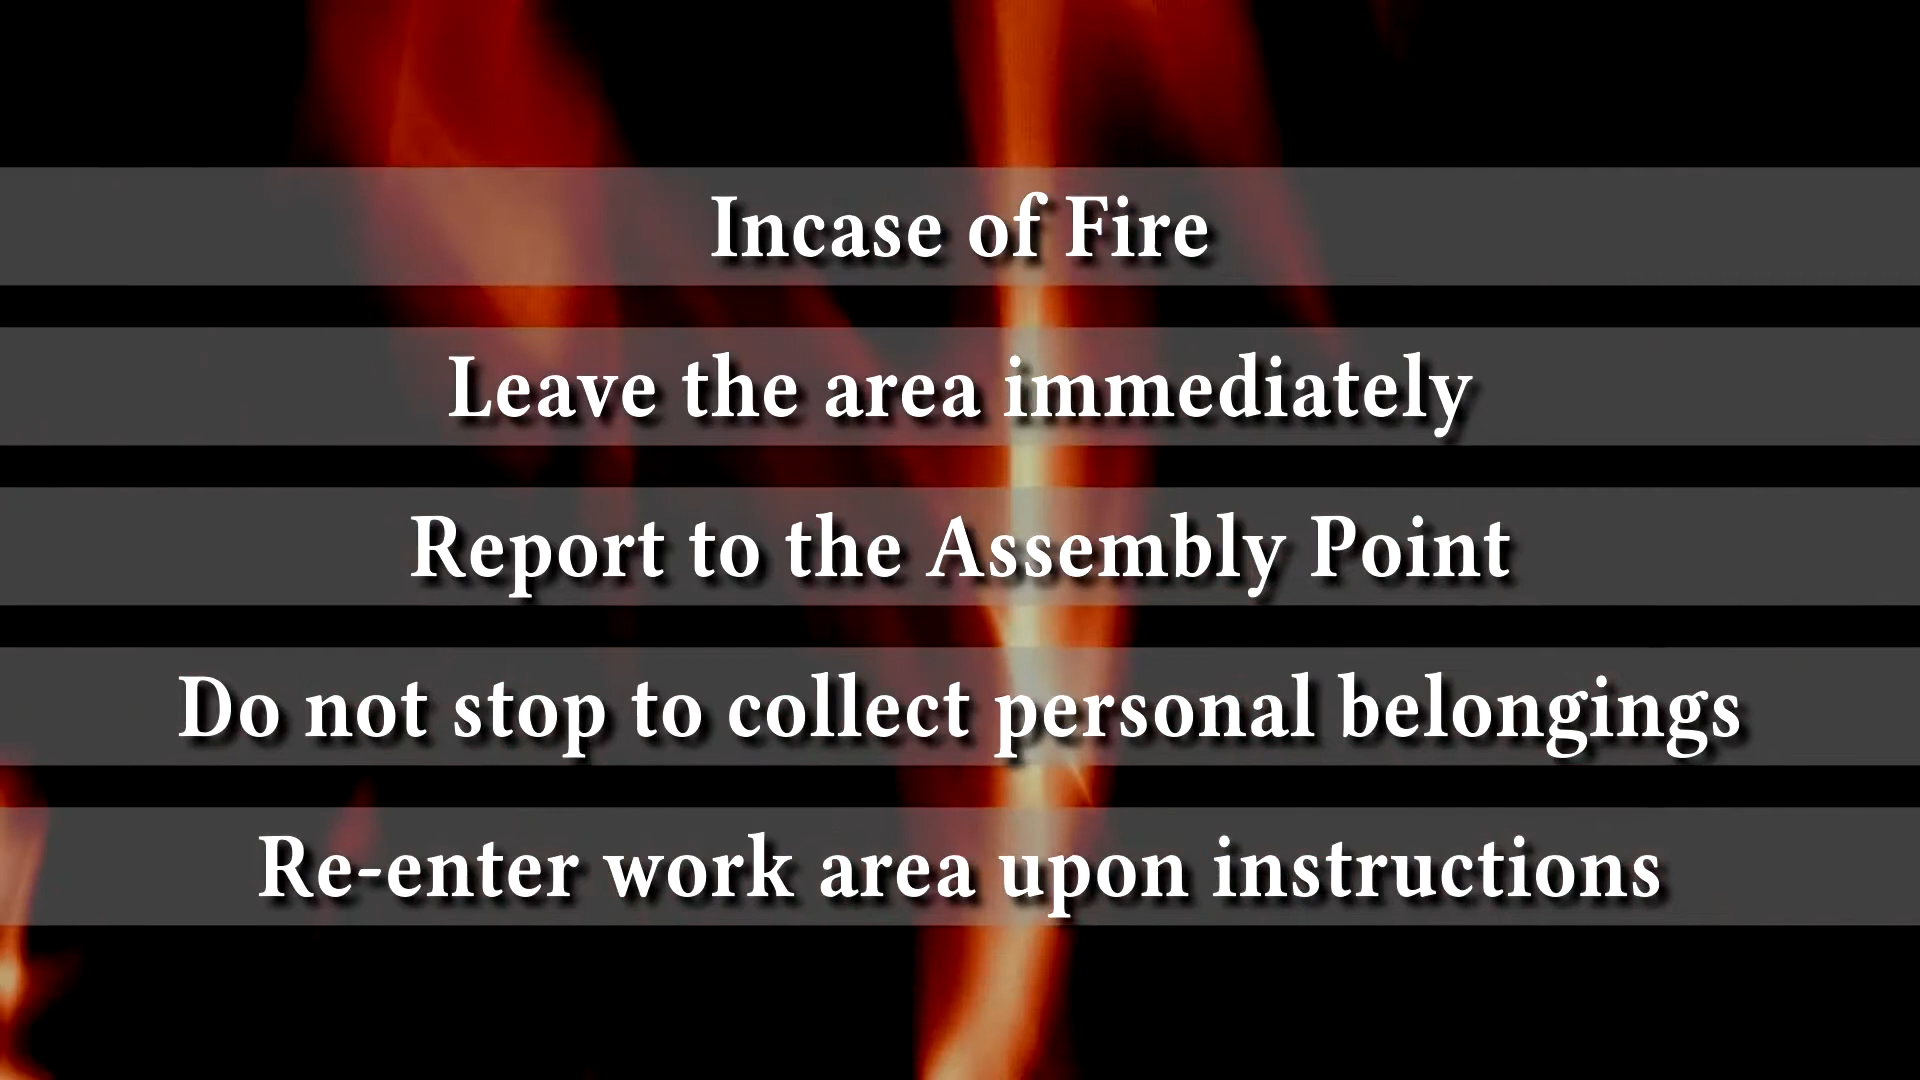 Incase of Fire
Leave the area immediately
Report to the Assembly Point
Do not stop to collect personal belongings
Re-enter work area upon instructions